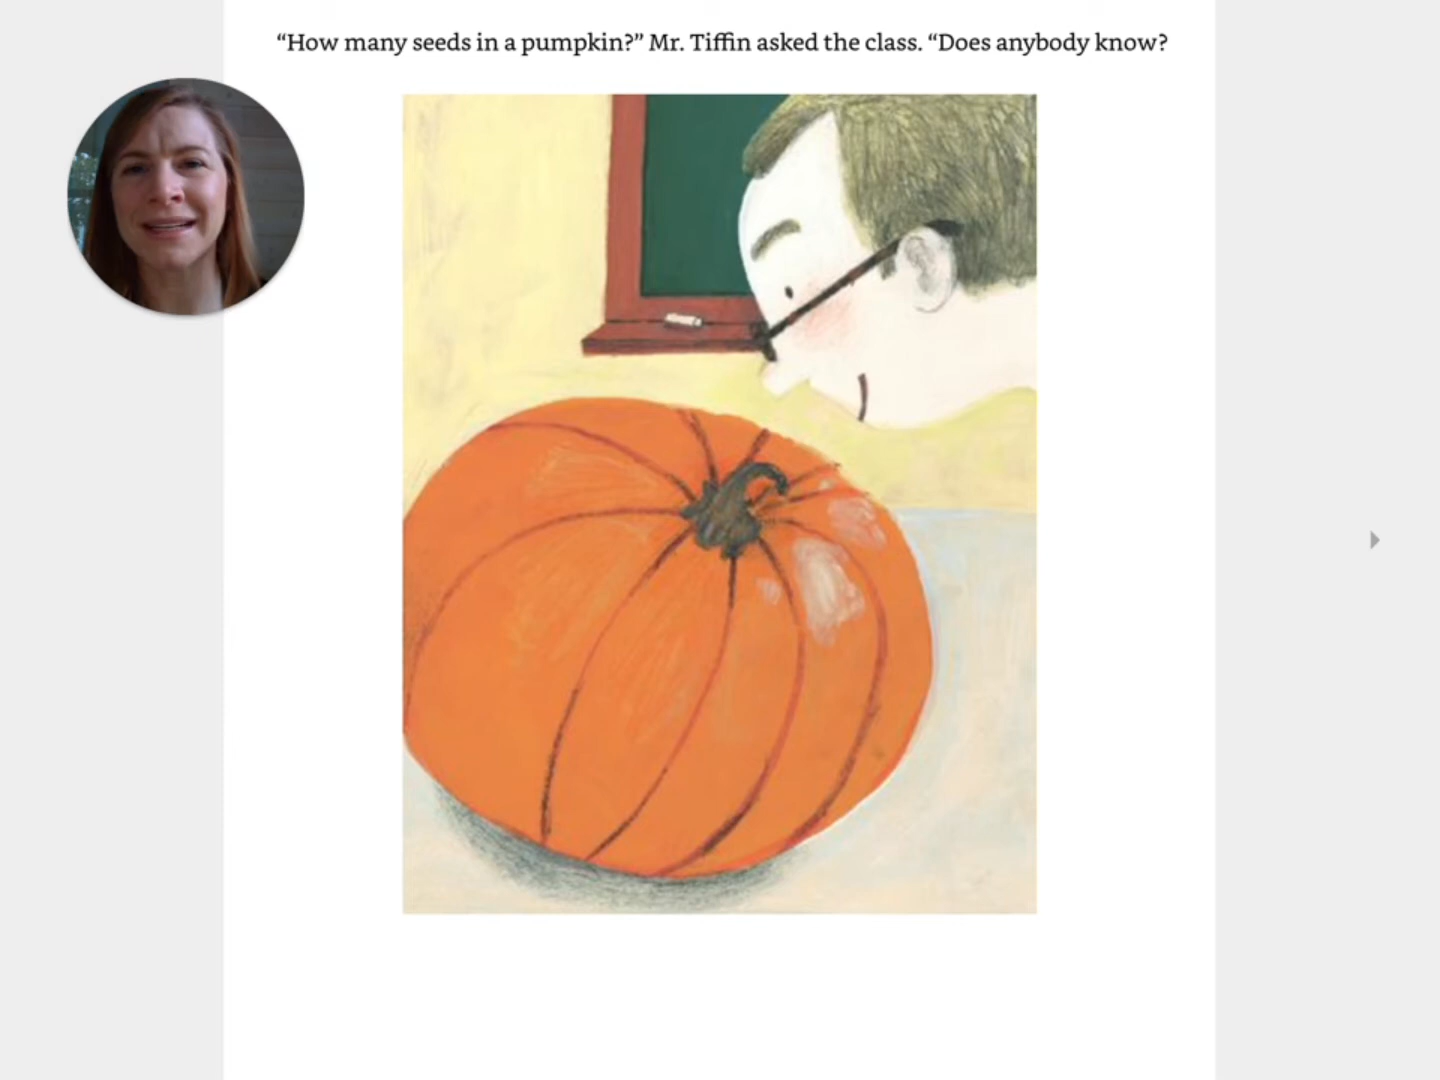 “How many seeds in a pumpkin?” Mr. Tiffin asked the class. “Does anybody know?